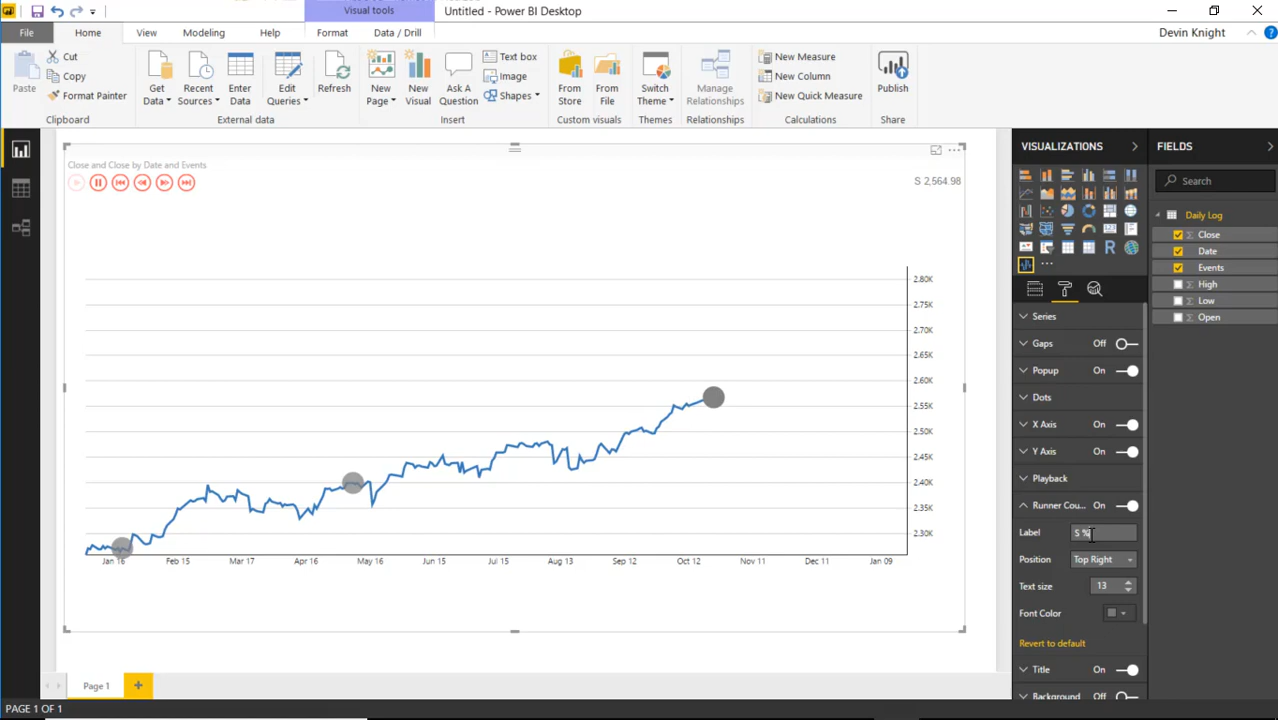 Visual tools
Untitled - Power BI Desktop
File
Home
View
Modeling
Help
Format
Data / Drill
Devin Knight
Paste
Cut
Copy
Format Painter
Clipboard
Get Data
Recent Sources
Enter Data
Edit Queries
Refresh
External data
New Page
New Visual
Ask A Question
Text box
Image
Shapes
Insert
From Store
From File
Custom visuals
Switch Theme
Themes
Manage Relationships
Relationships
New Measure
New Column
New Quick Measure
Calculations
Publish
Share
Close and Close by Date and Events
S 2,564.98
2.80K
2.75K
2.70K
2.65K
2.60K
2.55K
2.50K
2.45K
2.40K
2.35K
2.30K
Jan 16
Feb 15
Mar 17
Apr 16
May 16
Jun 15
Jul 15
Aug 13
Sep 12
Oct 12
Nov 11
Dec 11
Jan 09
VISUALIZATIONS
R
Series
Gaps Off
Popup On
Dots
X Axis On
Y Axis On
Playback
Runner Cou... On
Label
Position Top Right
Text size 13
Font Color
Revert to default
Title On
Background Off
FIELDS
Search
Daily Log
Σ Close
Date
Events
Σ High
Σ Low
Σ Open
Page 1
PAGE 1 OF 1